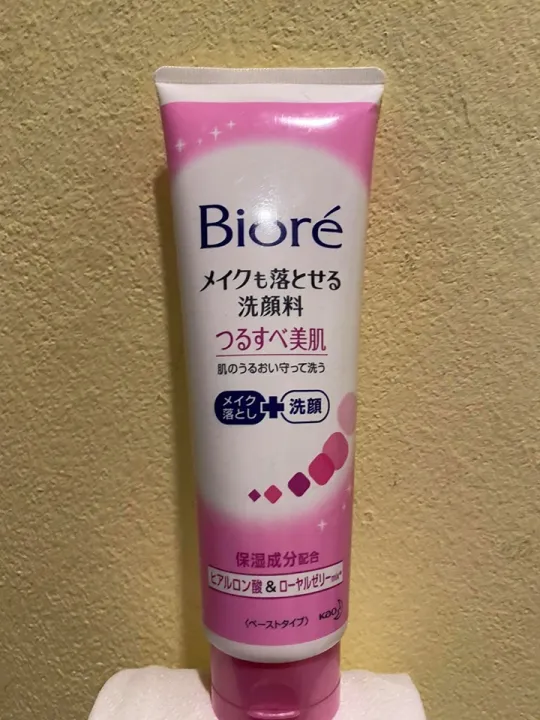 Bioré
メイクも落とせる
洗顔料
つるすべ美肌
肌のうるおい守って洗う
メイク
落とし
+
洗顔
保湿成分配合
ヒアルロン酸 & ローヤルゼリーmix*
〈ペーストタイプ〉
Kao